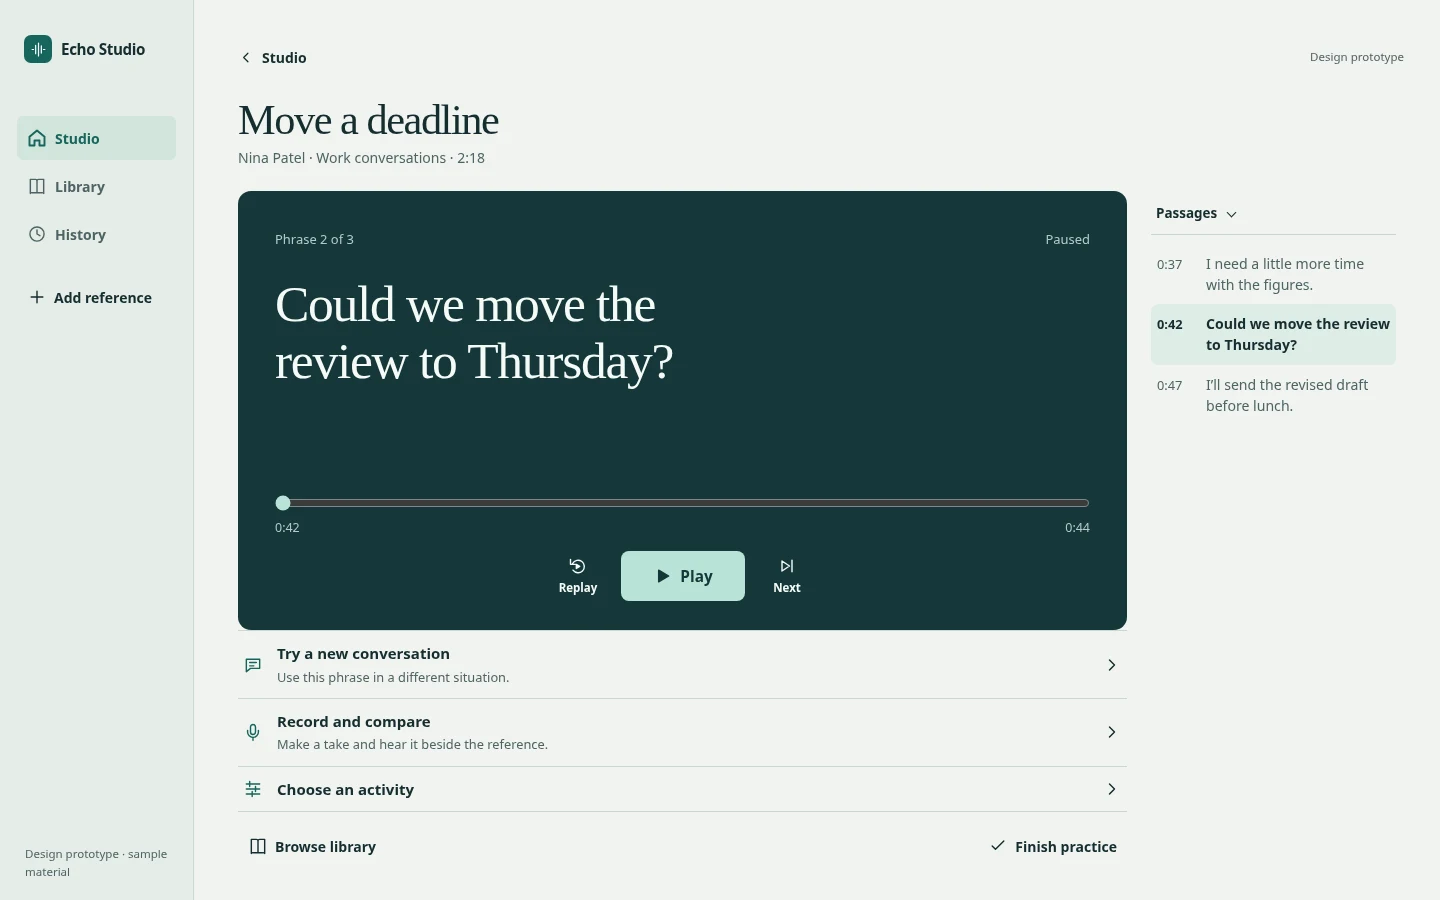 Echo Studio
Studio
Library
History
Add reference
Design prototype · sample
material
Studio
Design prototype
Move a deadline
Nina Patel · Work conversations · 2:18
Phrase 2 of 3
Paused
Could we move the
review to Thursday?
0:42
0:44
Replay
Play
Next
Try a new conversation
Use this phrase in a different situation.
Record and compare
Make a take and hear it beside the reference.
Choose an activity
Browse library
Finish practice
Passages
0:37 I need a little more time
with the figures.
0:42 Could we move the review
to Thursday?
0:47 I’ll send the revised draft
before lunch.